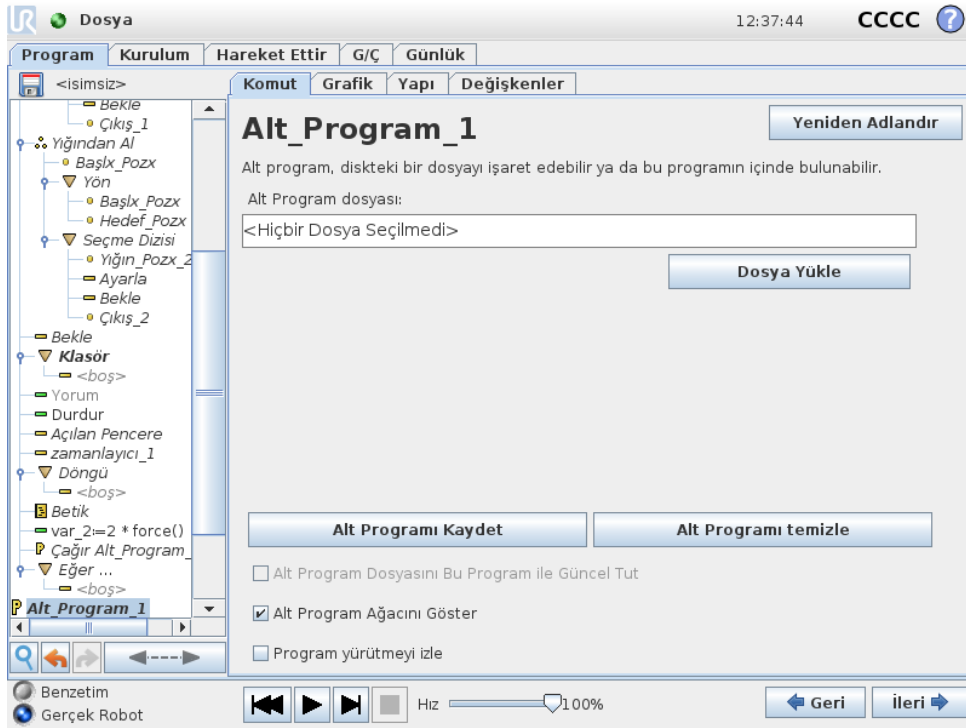 UR Dosya 12:37:44 CCCC ?
Program Kurulum Hareket Ettir G/Ç Günlük
<isimsiz>
Komut Grafik Yapı Değişkenler
Bekle
Çıkış_1
Yığından Al
Başlx_Pozx
Yön
Başlx_Pozx
Hedef_Pozx
Seçme Dizisi
Yığın_Pozx_2
Ayarla
Bekle
Çıkış_2
Bekle
Klasör
<boş>
Yorum
Durdur
Açılan Pencere
zamanlayıcı_1
Döngü
<boş>
Betik
var_2:=2 * force()
Çağır Alt_Program_
Eğer ...
<boş>
Alt_Program_1
Alt_Program_1
Yeniden Adlandır
Alt program, diskteki bir dosyayı işaret edebilir ya da bu programın içinde bulunabilir.
Alt Program dosyası:
<Hiçbir Dosya Seçilmedi>
Dosya Yükle
Alt Programı Kaydet Alt Programı temizle
Alt Program Dosyasını Bu Program ile Güncel Tut
Alt Program Ağacını Göster
Program yürütmeyi izle
Benzetim
Gerçek Robot
Hız 100%
Geri İleri